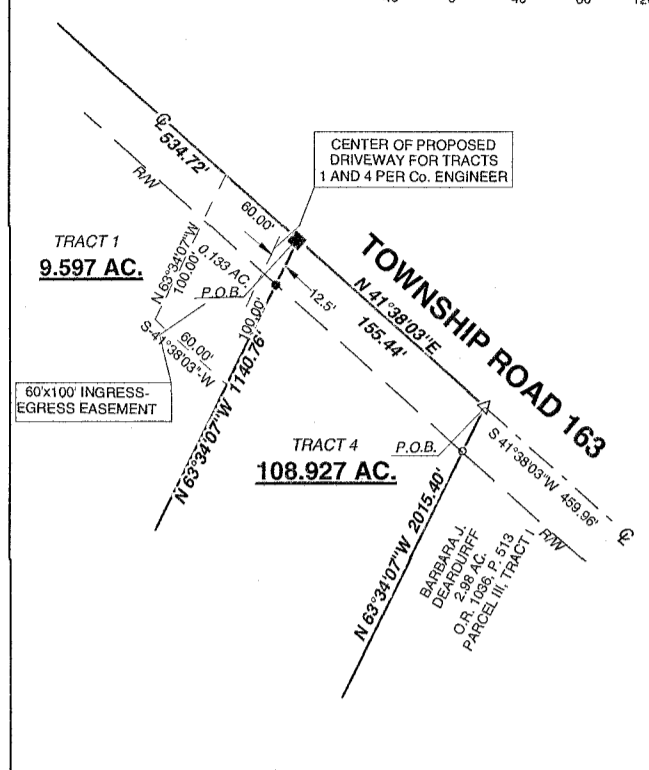 ℄
534.72'
R/W
CENTER OF PROPOSED
DRIVEWAY FOR TRACTS
1 AND 4 PER Co. ENGINEER
60.00'
TRACT 1
9.597 AC.
N 63°34'07"W
100.00'
0.133 AC.
P.O.B.
12.5'
TOWNSHIP ROAD 163
N 41°38'03"E
155.44'
S 41°38'03"W
60.00'
100.00'
N 63°34'07"W 1140.76'
60'x100' INGRESS-
EGRESS EASEMENT
TRACT 4
108.927 AC.
P.O.B.
S 41°38'03"W 459.96'
℄
R/W
N 63°34'07"W 2015.40'
BARBARA J.
DEARDURFF
2.98 AC.
O.R. 1036, P. 513
PARCEL III, TRACT I